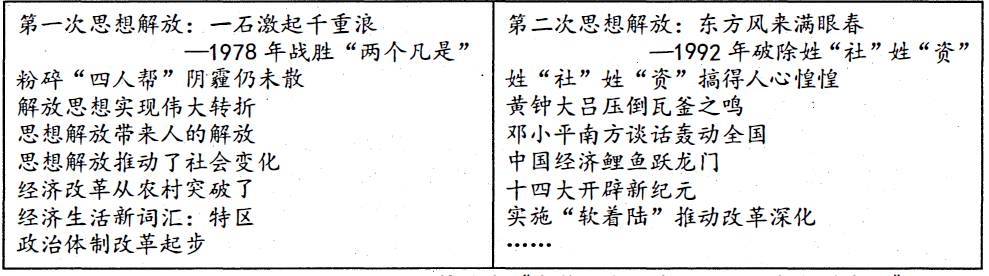 第一次思想解放：一石激起千重浪
—1978年战胜“两个凡是”
粉碎“四人帮”阴霾仍未散
解放思想实现伟大转折
思想解放带来人的解放
思想解放推动了社会变化
经济改革从农村突破了
经济生活新词汇：特区
政治体制改革起步
第二次思想解放：东方风来满眼春
—1992年破除姓“社”姓“资”
姓“社”姓“资”搞得人心惶惶
黄钟大吕压倒瓦釜之鸣
邓小平南方谈话轰动全国
中国经济鲤鱼跃龙门
十四大开辟新纪元
实施“软着陆”推动改革深化
……